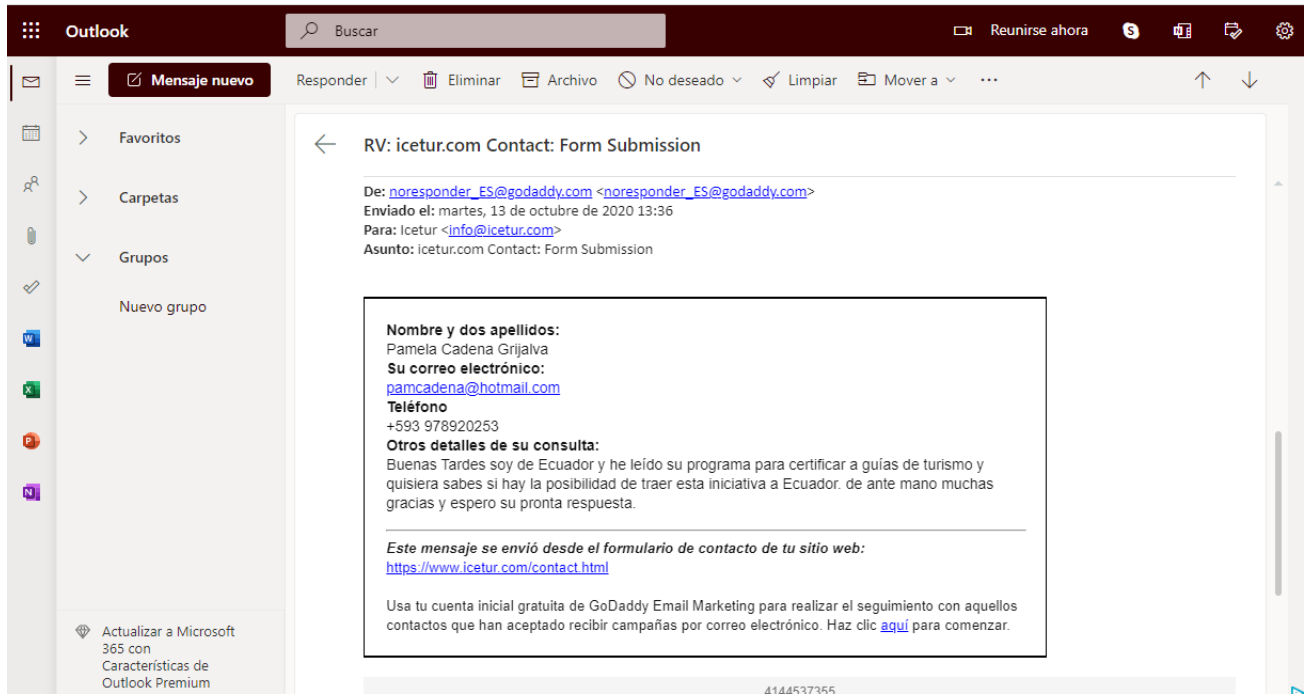 Outlook
Buscar
Reunirse ahora
Mensaje nuevo
Responder
Eliminar
Archivo
No deseado
Limpiar
Mover a
Favoritos
Carpetas
Grupos
Nuevo grupo
Actualizar a Microsoft
365 con
Características de
Outlook Premium
RV: icetur.com Contact: Form Submission
De: noresponder_ES@godaddy.com <noresponder_ES@godaddy.com>
Enviado el: martes, 13 de octubre de 2020 13:36
Para: Icetur <info@icetur.com>
Asunto: icetur.com Contact: Form Submission
Nombre y dos apellidos:
Pamela Cadena Grijalva
Su correo electrónico:
pamcadena@hotmail.com
Teléfono
+593 978920253
Otros detalles de su consulta:
Buenas Tardes soy de Ecuador y he leído su programa para certificar a guías de turismo y
quisiera sabes si hay la posibilidad de traer esta iniciativa a Ecuador. de ante mano muchas
gracias y espero su pronta respuesta.
Este mensaje se envió desde el formulario de contacto de tu sitio web:
https://www.icetur.com/contact.html
Usa tu cuenta inicial gratuita de GoDaddy Email Marketing para realizar el seguimiento con aquellos
contactos que han aceptado recibir campañas por correo electrónico. Haz clic aquí para comenzar.
4144537355